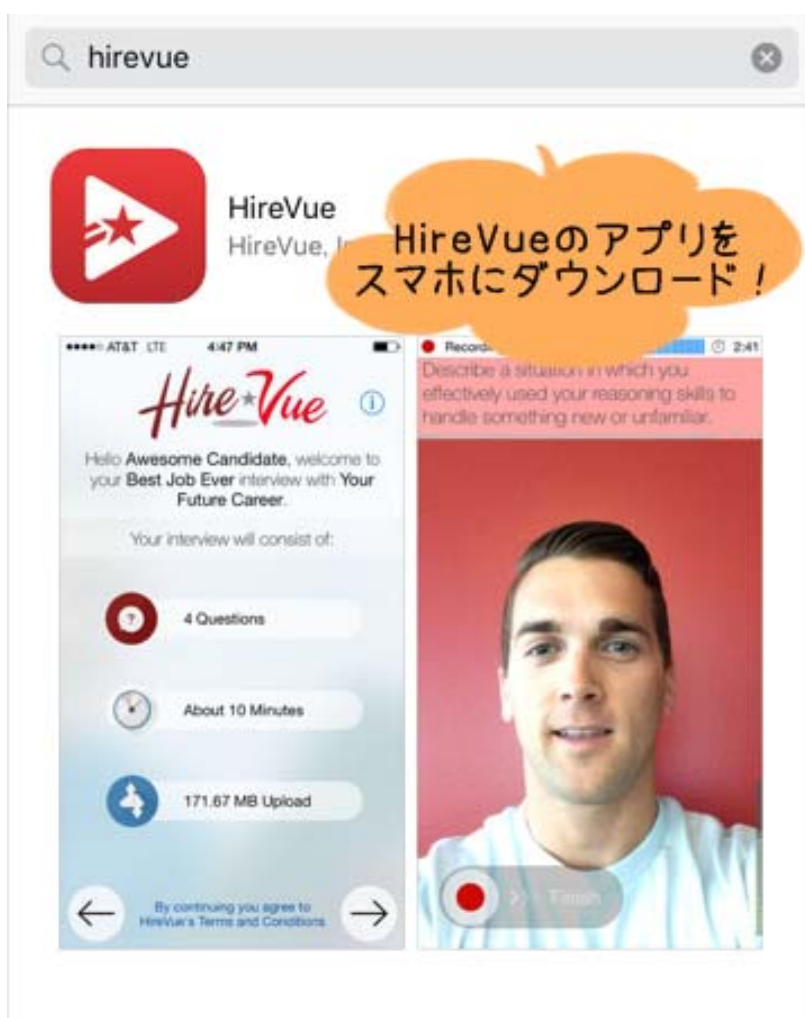 hirevue
HireVue
HireVue, I
HireVueのアプリを
スマホにダウンロード!
AT&T LTE 4:47 PM
Hire Vue
Hello Awesome Candidate, welcome to
your Best Job Ever interview with Your
Future Career.
Your interview will consist of:
4 Questions
About 10 Minutes
171.67 MB Upload
By continuing you agree to
HireVue's Terms and Conditions
2:41
Describe a situation in which you
effectively used your reasoning skills to
handle something new or unfamiliar.
Finish